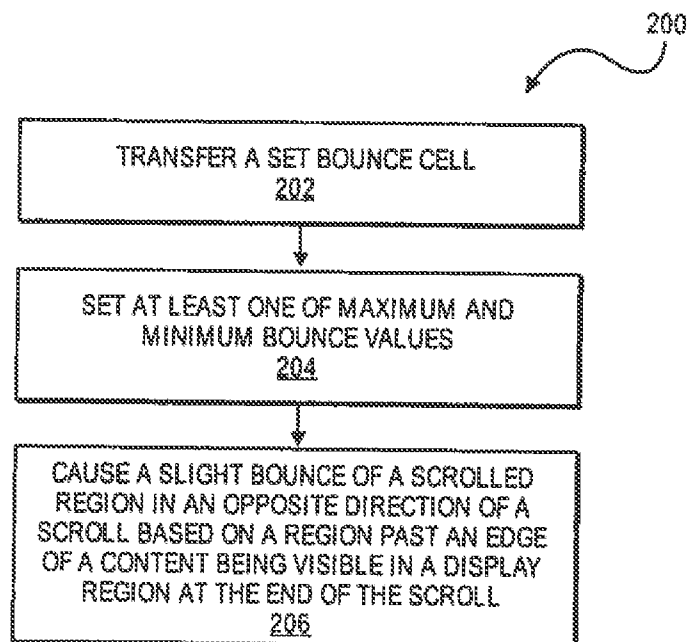 200
TRANSFER A SET BOUNCE CELL
202
SET AT LEAST ONE OF MAXIMUM AND
MINIMUM BOUNCE VALUES
204
CAUSE A SLIGHT BOUNCE OF A SCROLLED
REGION IN AN OPPOSITE DIRECTION OF A
SCROLL BASED ON A REGION PAST AN EDGE
OF A CONTENT BEING VISIBLE IN A DISPLAY
REGION AT THE END OF THE SCROLL
206